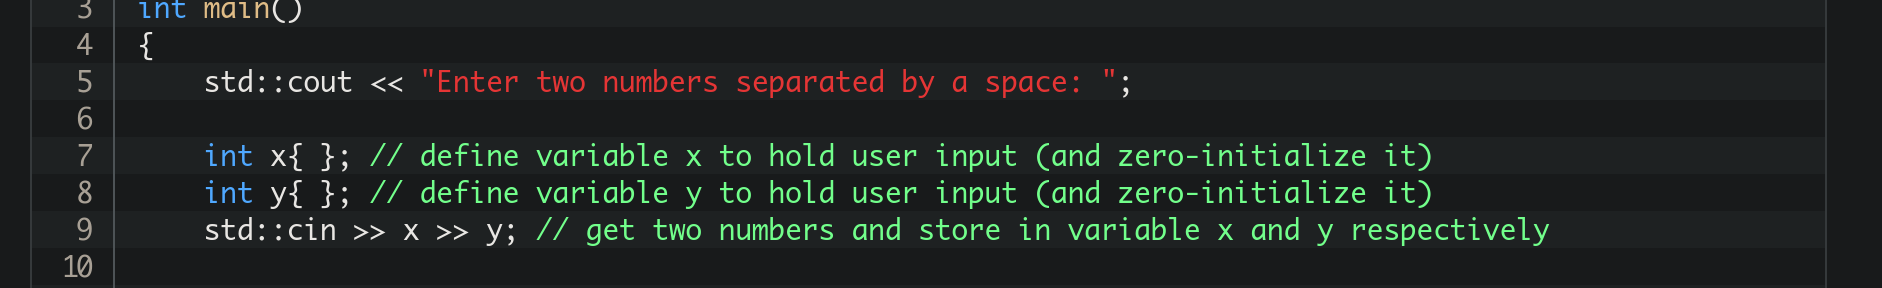 3 int main()
4 {
5 std::cout << "Enter two numbers separated by a space: ";
6
7 int x{ }; // define variable x to hold user input (and zero-initialize it)
8 int y{ }; // define variable y to hold user input (and zero-initialize it)
9 std::cin >> x >> y; // get two numbers and store in variable x and y respectively
10